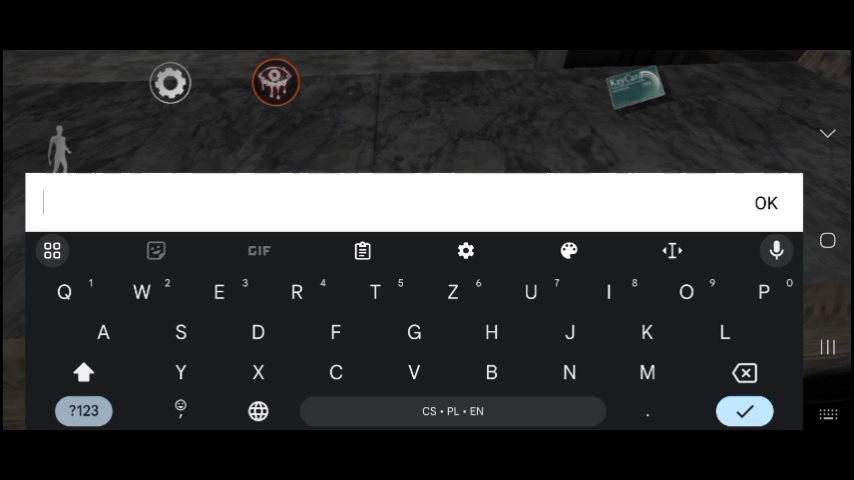 KeyCard
OK
GIF
Q 1 W 2 E 3 R 4 T 5 Z 6 U 7 I 8 O 9 P 0
A S D F G H J K L
Y X C V B N M
?123 , CS • PL • EN .